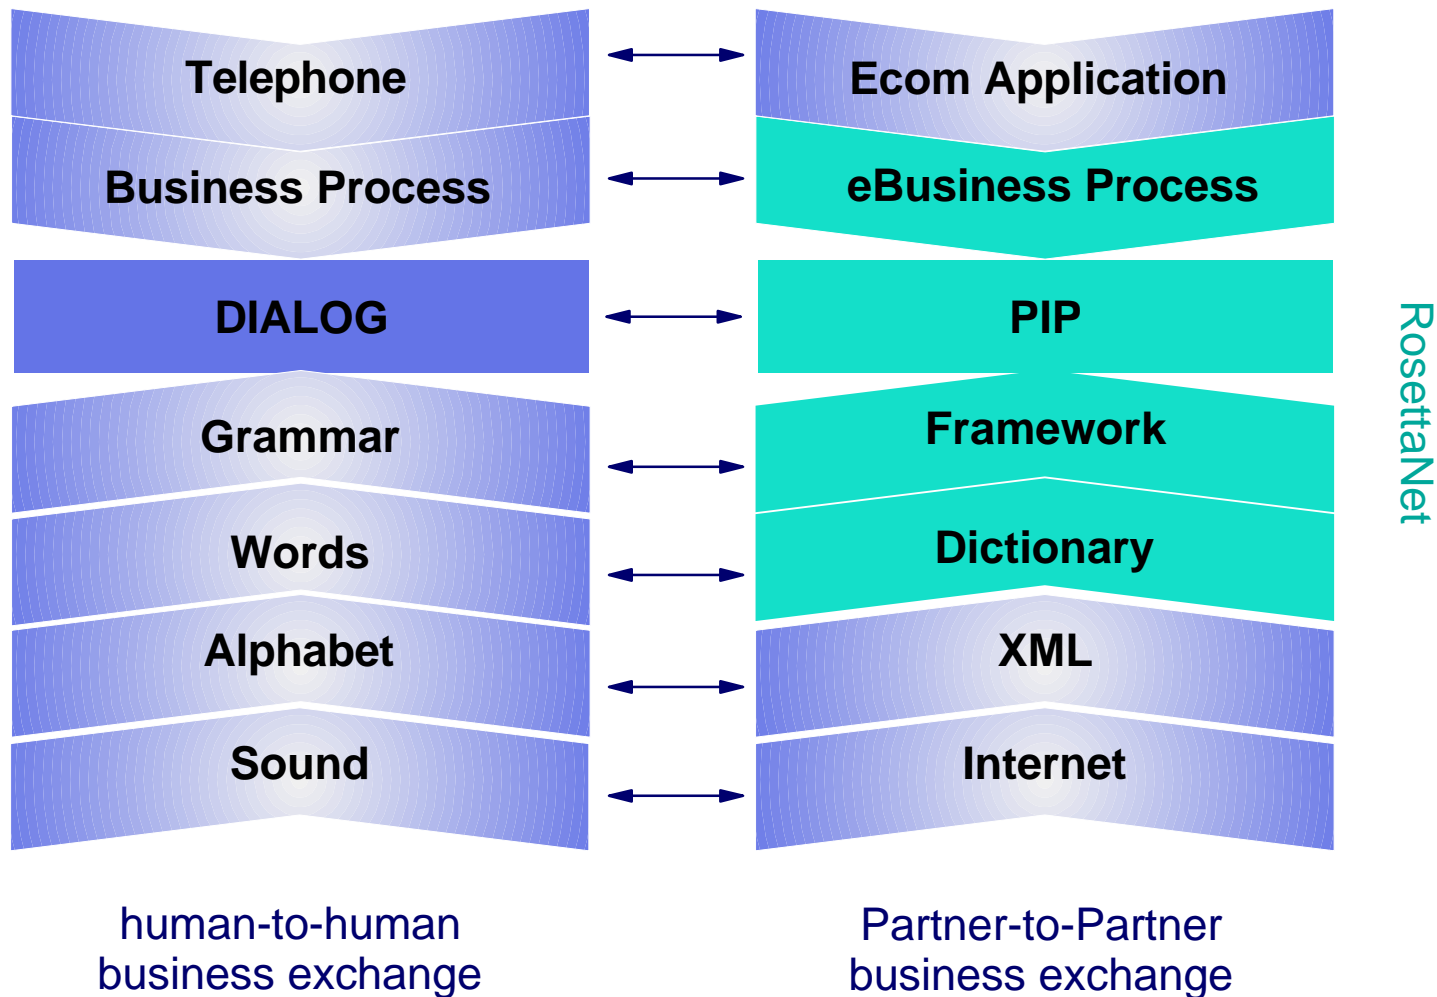 Telephone
Ecom Application
Business Process
eBusiness Process
DIALOG
PIP
Grammar
Framework
Words
Dictionary
Alphabet
XML
Sound
Internet
RosettaNet
human-to-human
business exchange
Partner-to-Partner
business exchange